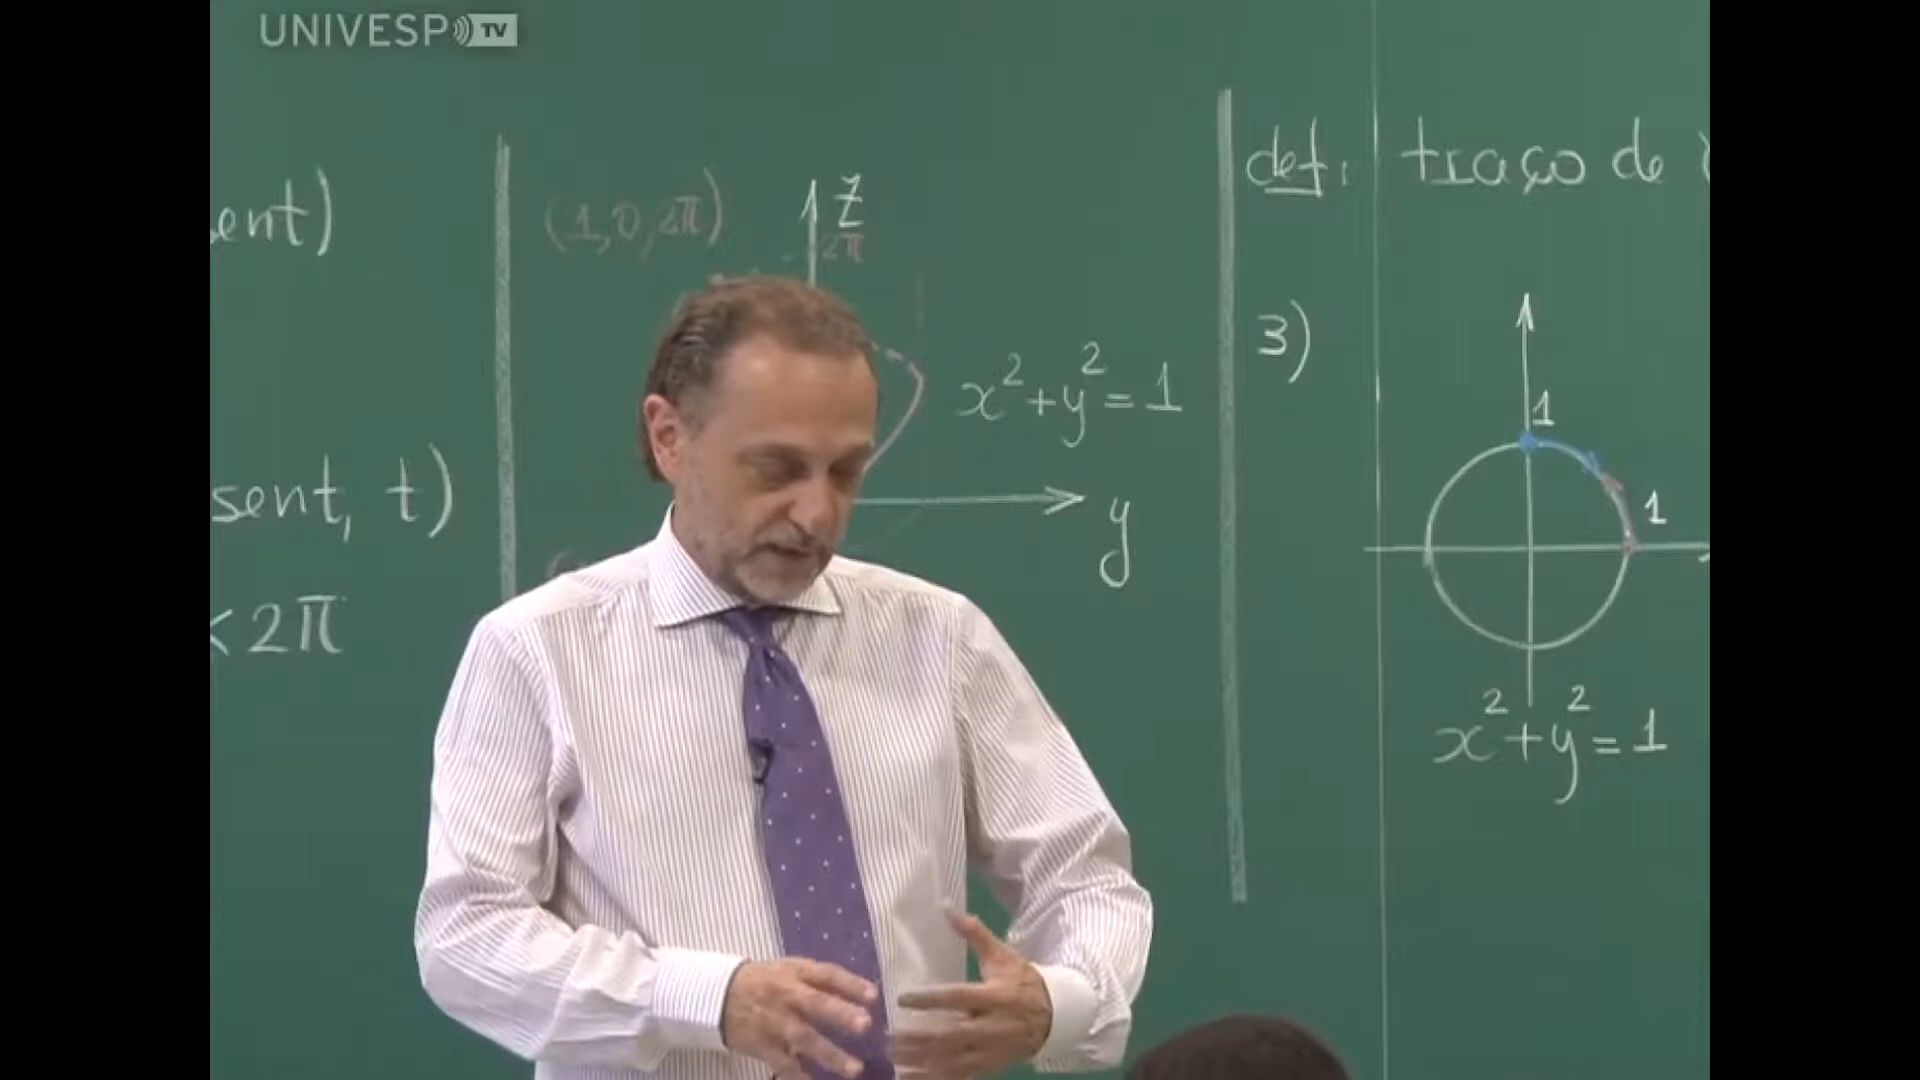 UNIVESP TV
sent)
sent, t)
< 2π
(1,0,2π)
z
2π
x²+y²=1
y
def: traço de
3)
1
1
x²+y²=1